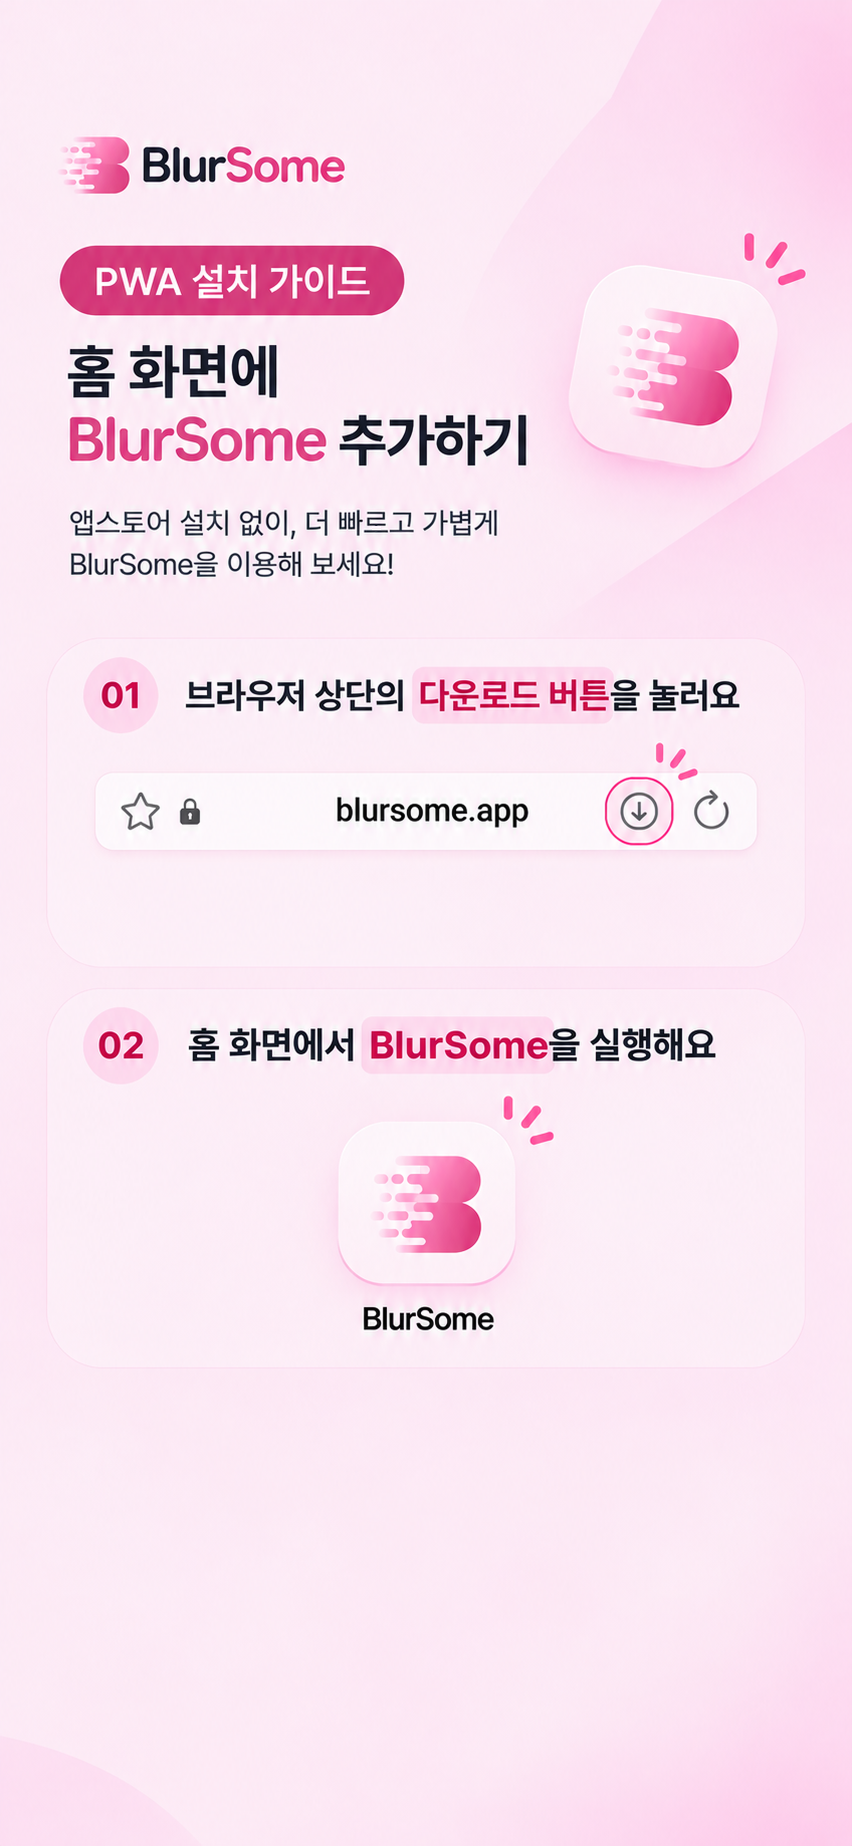 BlurSome
PWA 설치 가이드
홈 화면에
BlurSome 추가하기
앱스토어 설치 없이, 더 빠르고 가볍게
BlurSome을 이용해 보세요!
01 브라우저 상단의 다운로드 버튼을 눌러요
blursome.app
02 홈 화면에서 BlurSome을 실행해요
BlurSome